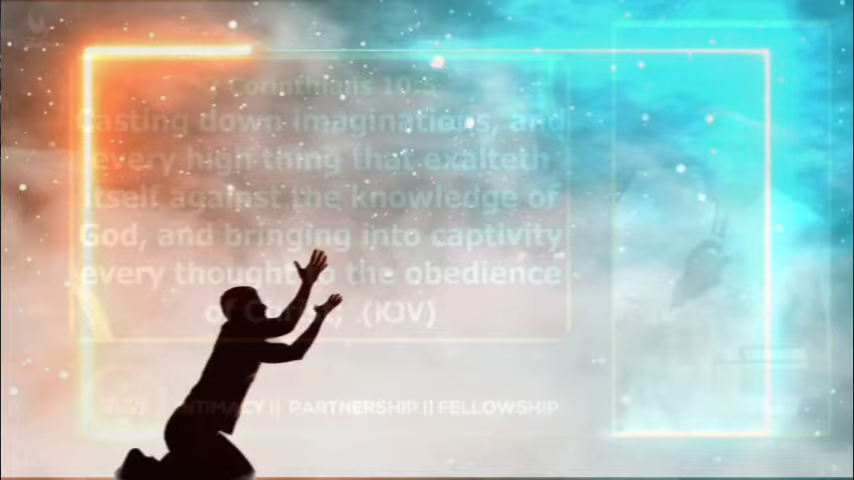 2 Corinthians 10:5
Casting down imaginations, and
every high thing that exalteth
itself against the knowledge of
God, and bringing into captivity
every thought to the obedience
of Christ; (KJV)
INTIMACY || PARTNERSHIP || FELLOWSHIP